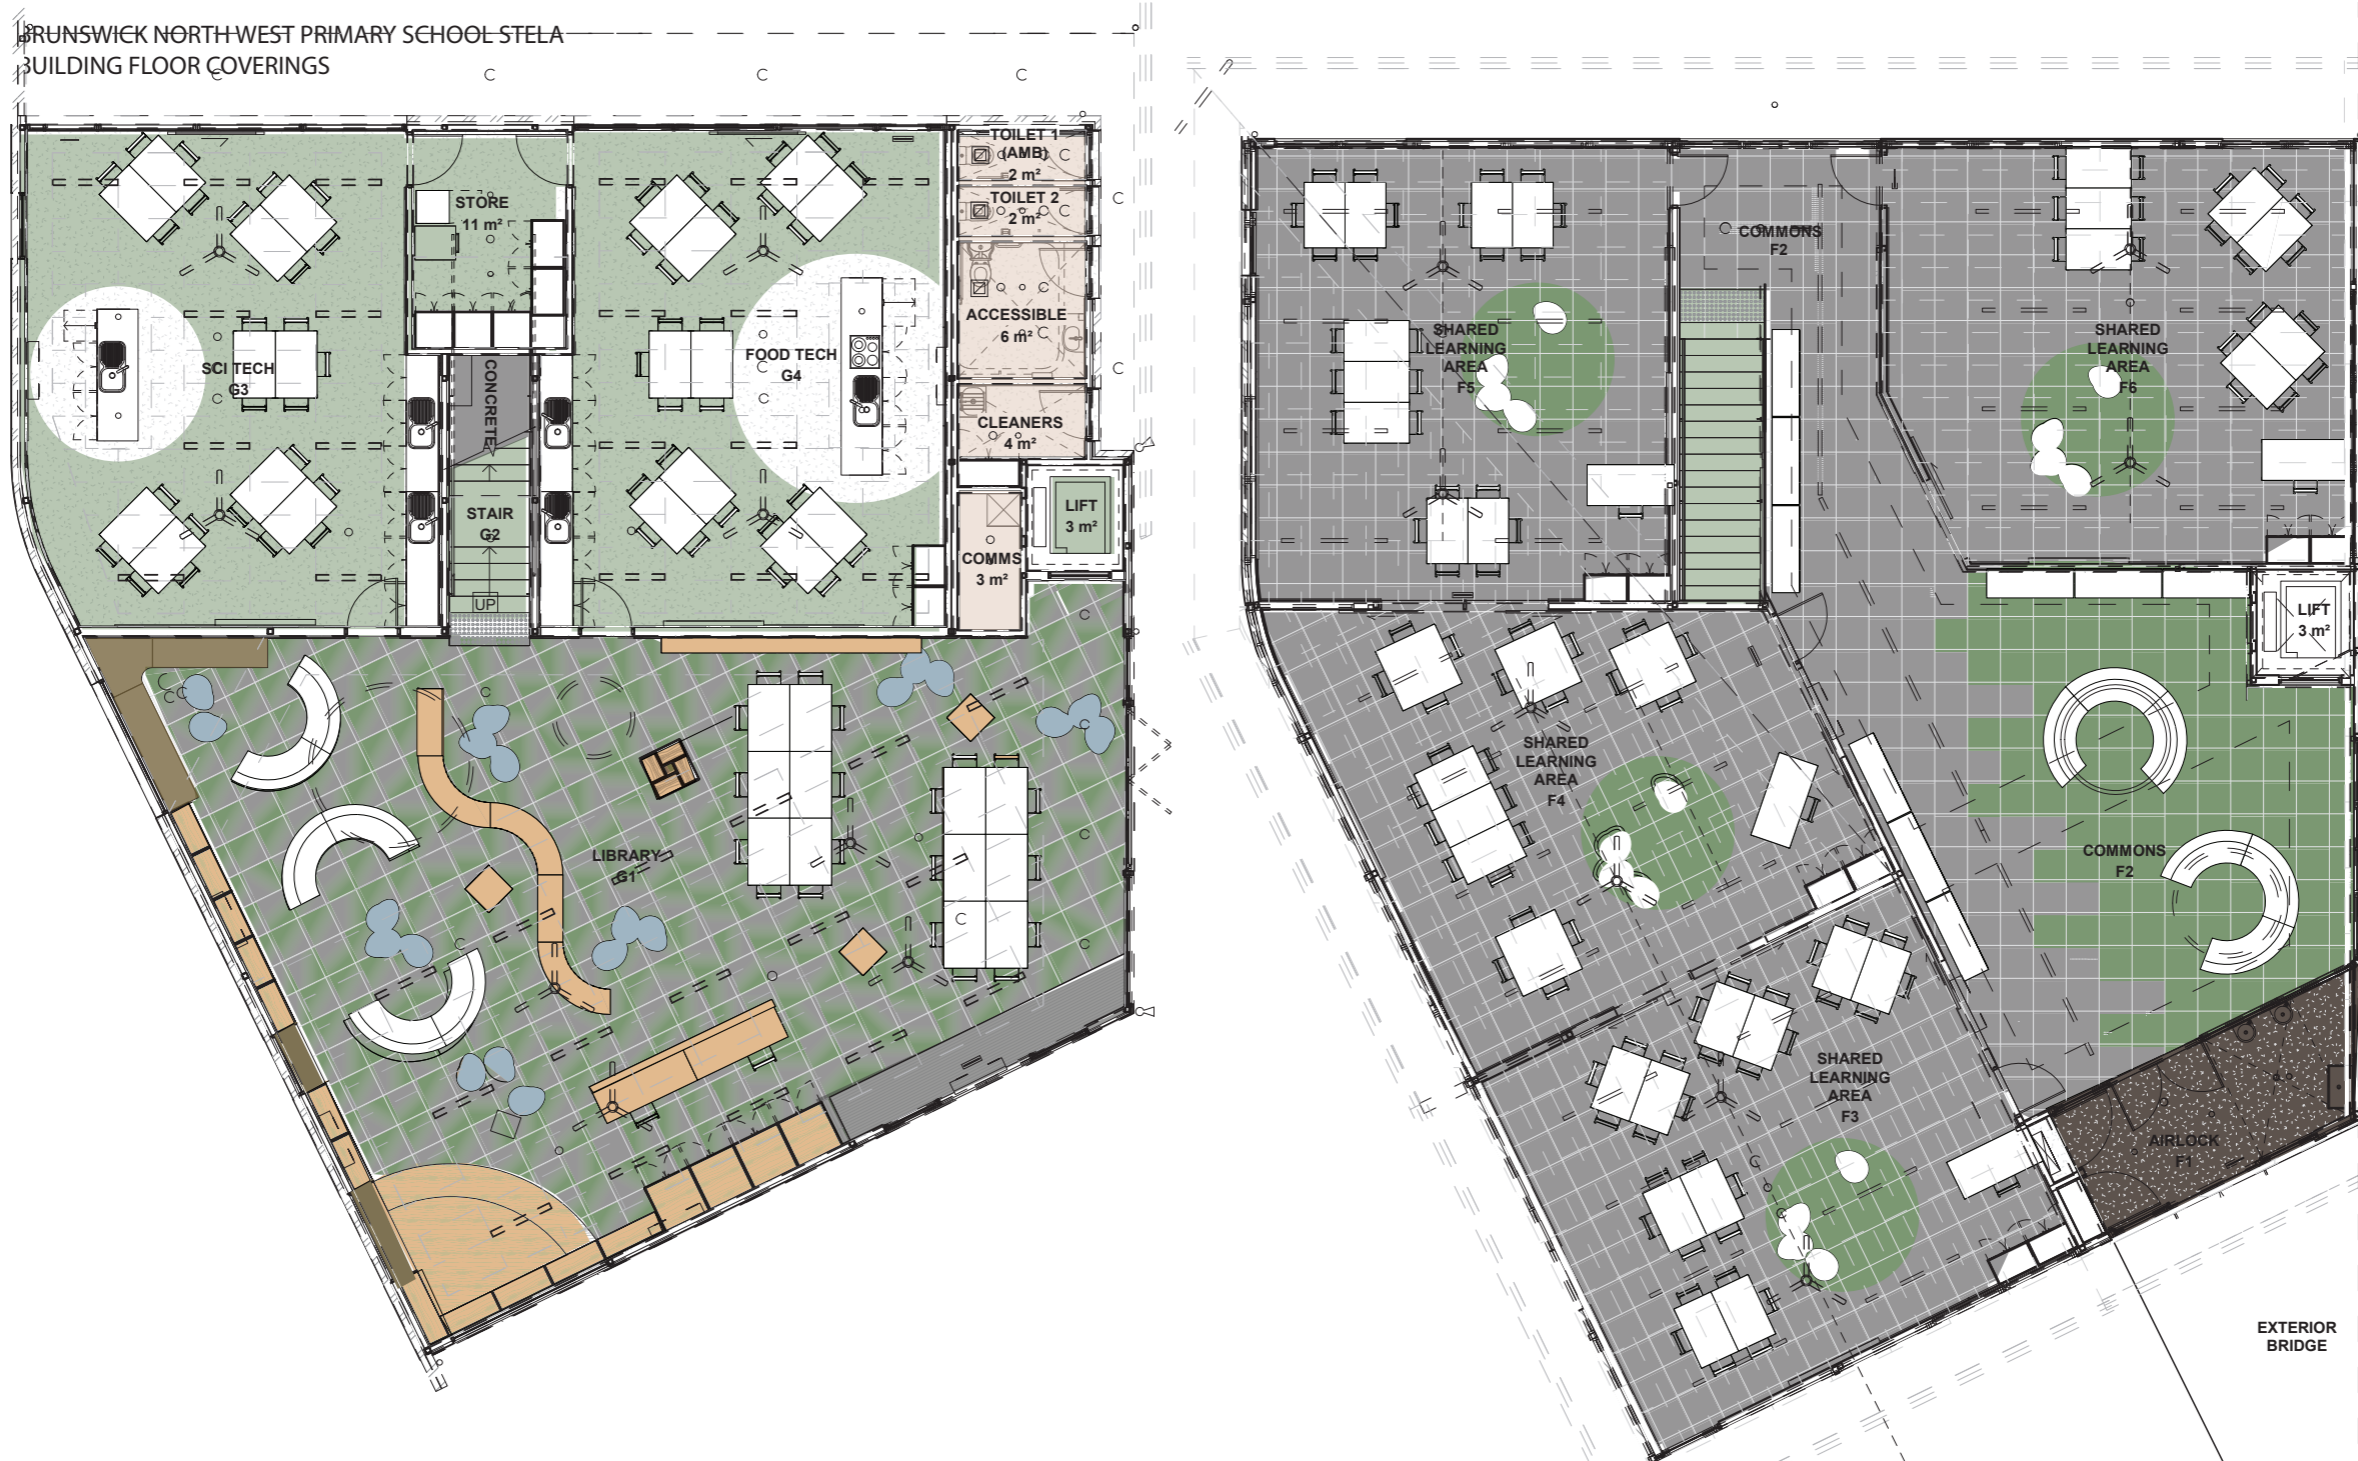 BRUNSWICK NORTH WEST PRIMARY SCHOOL STELA
BUILDING FLOOR COVERINGS
TOILET 1
(AMB)
2 m²
TOILET 2
2 m²
STORE
11 m²
ACCESSIBLE
6 m²
SCI TECH
G3
CONCRETE
FOOD TECH
G4
CLEANERS
4 m²
STAIR
G2
UP
COMMS
3 m²
LIFT
3 m²
LIBRARY
G1
COMMONS
F2
SHARED
LEARNING
AREA
F5
SHARED
LEARNING
AREA
F6
LIFT
3 m²
SHARED
LEARNING
AREA
F4
COMMONS
F2
SHARED
LEARNING
AREA
F3
AIRLOCK
F1
EXTERIOR
BRIDGE